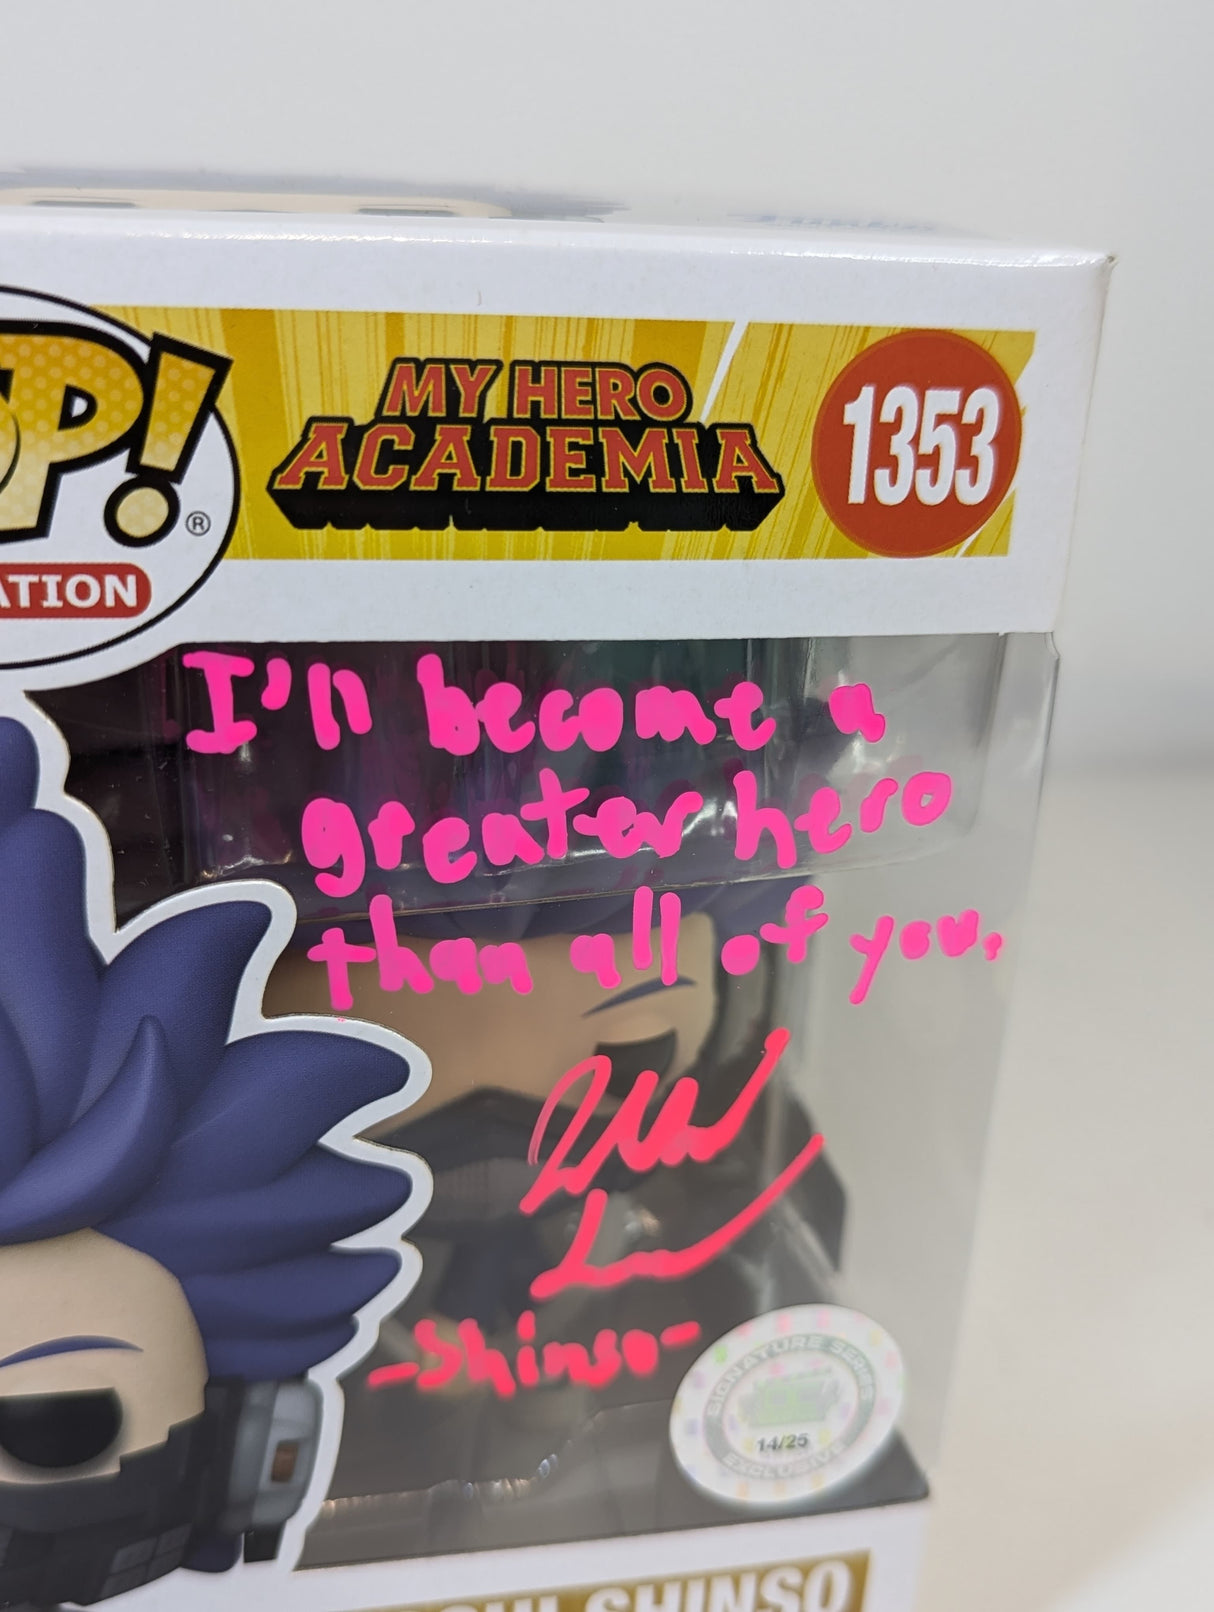 MY HERO
ACADEMIA
1353
OP!
®
ATION
I'll become a
greater hero
than all of you.
-Shinso-
SIGNATURE SERIES
14/25
EXCLUSIVE
SHINSO